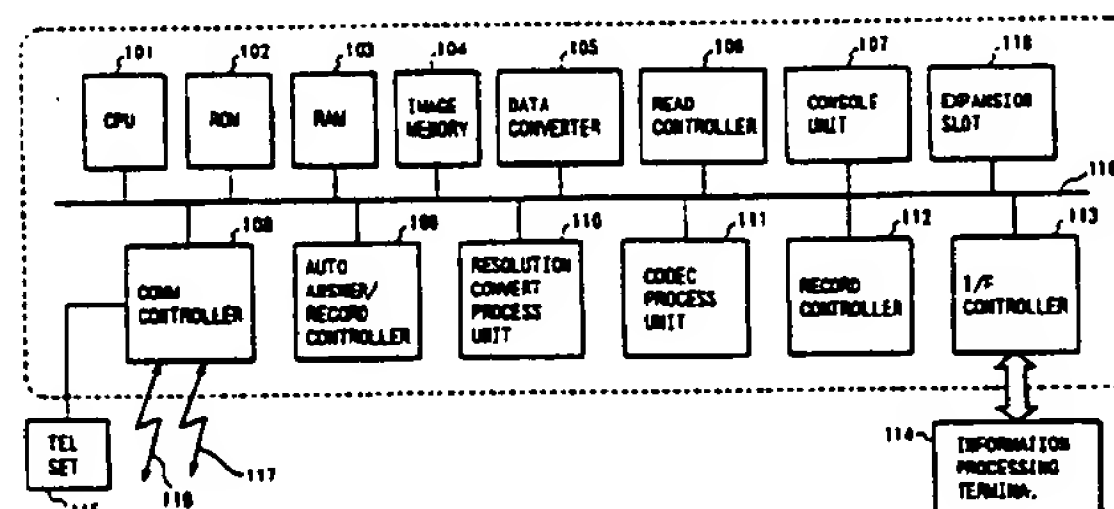 101 102 103 104 105 106 107 118
CPU
ROM
RAM
IMAGE
MEMORY
DATA
CONVERTER
READ
CONTROLLER
CONSOLE
UNIT
EXPANSION
SLOT
108 109 110 111 112 113
COMM
CONTROLLER
AUTO
ANSWER/
RECORD
CONTROLLER
RESOLUTION
CONVERT
PROCESS
UNIT
CODEC
PROCESS
UNIT
RECORD
CONTROLLER
I/F
CONTROLLER
TEL
SET
116
117
114
INFORMATION
PROCESSING
TERMINA.